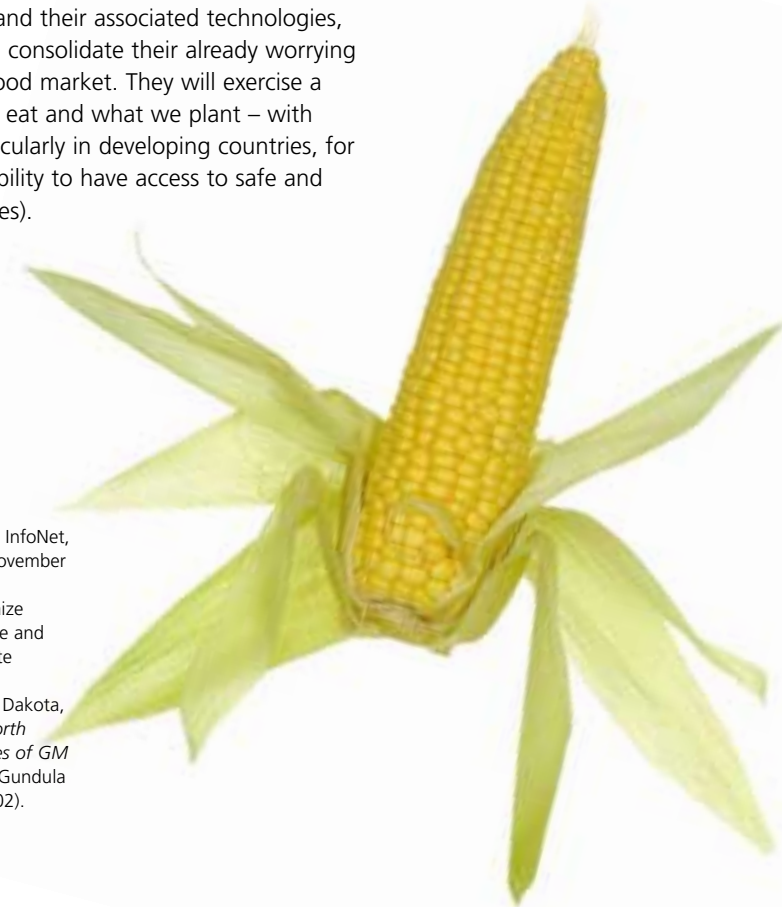 and their associated technologies,
consolidate their already worrying
ood market. They will exercise a
eat and what we plant – with
cularly in developing countries, for
bility to have access to safe and
es).
InfoNet,
ovember
ize
e and
te
Dakota,
orth
es of GM
Gundula
02).